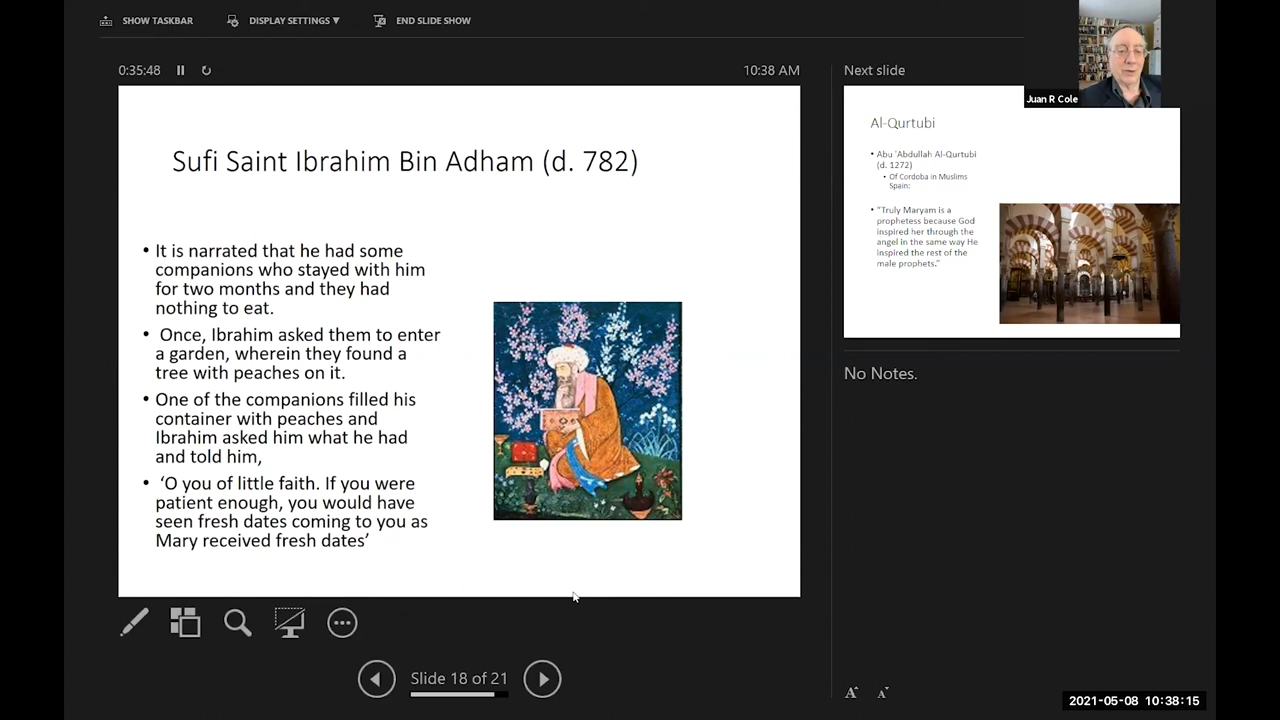 SHOW TASKBAR
DISPLAY SETTINGS ▼
END SLIDE SHOW
0:35:48
10:38 AM
Sufi Saint Ibrahim Bin Adham (d. 782)
• It is narrated that he had some
companions who stayed with him
for two months and they had
nothing to eat.
• Once, Ibrahim asked them to enter
a garden, wherein they found a
tree with peaches on it.
• One of the companions filled his
container with peaches and
Ibrahim asked him what he had
and told him,
• ‘O you of little faith. If you were
patient enough, you would have
seen fresh dates coming to you as
Mary received fresh dates’
Slide 18 of 21
Next slide
Juan R Cole
Al-Qurtubi
• Abu `Abdullah Al-Qurtubi
(d. 1272)
• Of Cordoba in Muslims
Spain:
• “Truly Maryam is a
prophetess because God
inspired her through the
angel in the same way He
inspired the rest of the
male prophets.”
No Notes.
A A
2021-05-08 10:38:15